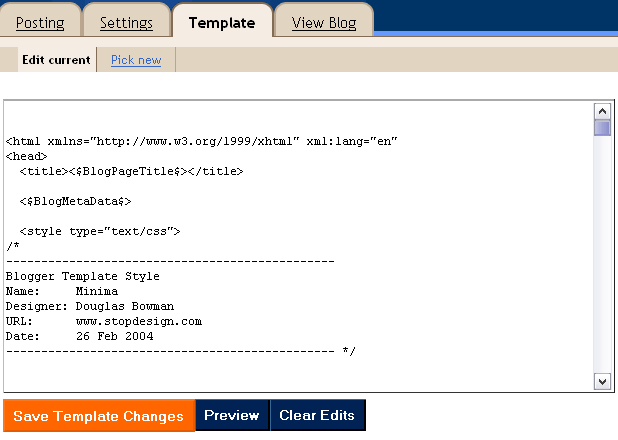 Posting Settings Template View Blog
Edit current Pick new
<html xmlns="http://www.w3.org/1999/xhtml" xml:lang="en"
<head>
  <title><$BlogPageTitle$></title>
  <$BlogMetaData$>
  <style type="text/css">
/*
-----------------------------------------------
Blogger Template Style
Name:     Minima
Designer: Douglas Bowman
URL:      www.stopdesign.com
Date:     26 Feb 2004
----------------------------------------------- */
Save Template Changes Preview Clear Edits